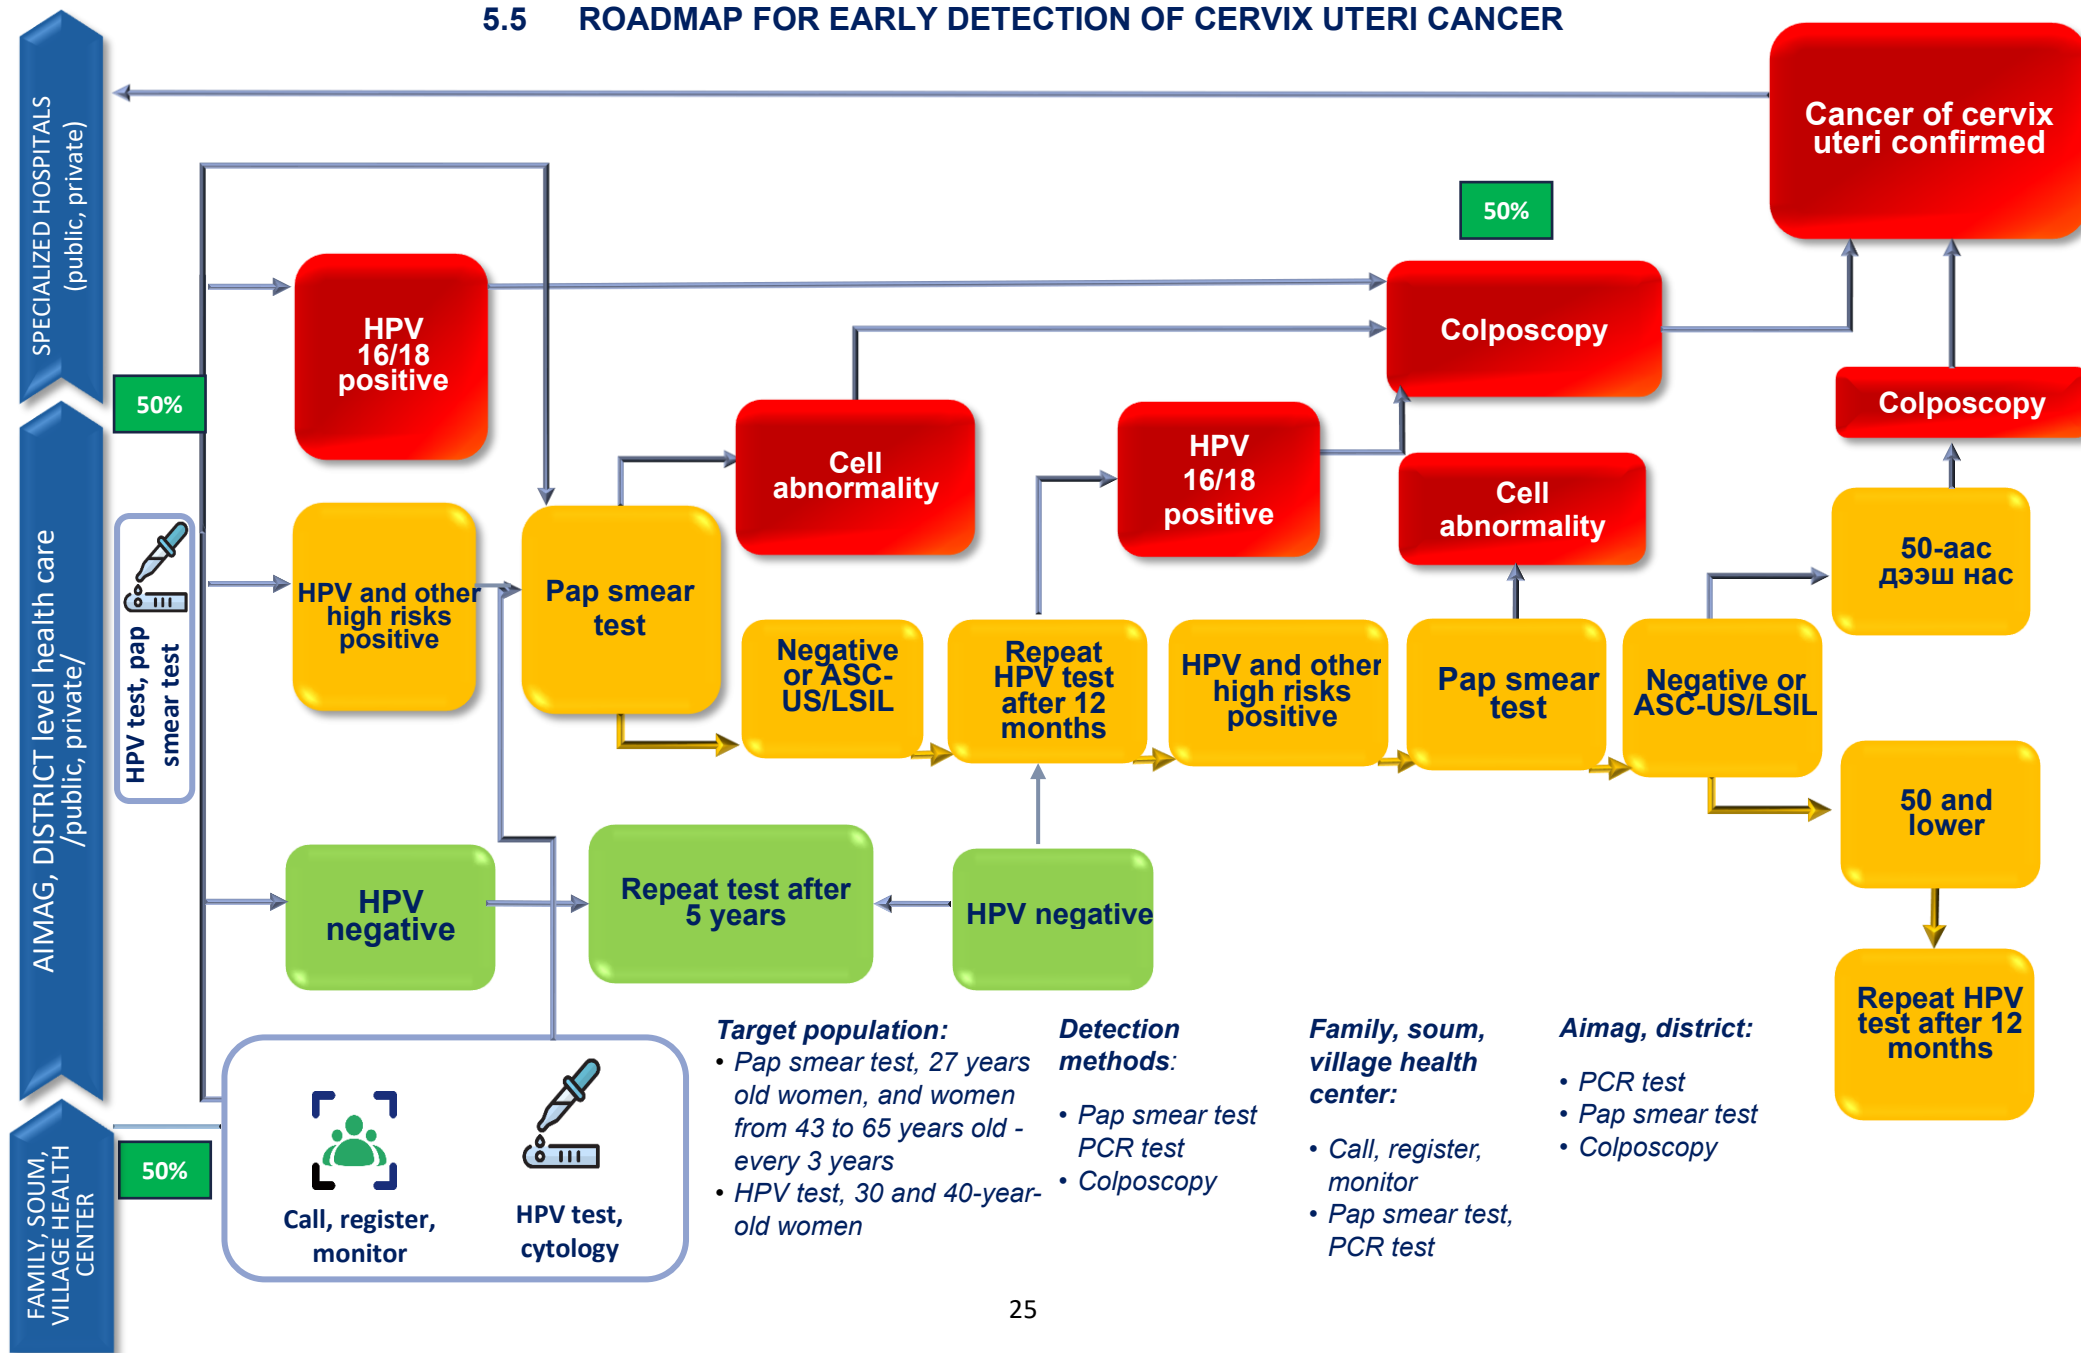 5.5 ROADMAP FOR EARLY DETECTION OF CERVIX UTERI CANCER
SPECIALIZED HOSPITALS
(public, private)
AIMAG, DISTRICT level health care
/public, private/
FAMILY, SOUM,
VILLAGE HEALTH
CENTER
Cancer of cervix
uteri confirmed
50%
HPV
16/18
positive
Colposcopy
50%
Colposcopy
Cell
abnormality
HPV
16/18
positive
Cell
abnormality
50-аас
дээш нас
HPV test, pap
smear test
HPV and other
high risks
positive
Pap smear
test
Negative
or ASC-
US/LSIL
Repeat
HPV test
after 12
months
HPV and other
high risks
positive
Pap smear
test
Negative or
ASC-US/LSIL
50 and
lower
HPV
negative
Repeat test after
5 years
HPV negative
Repeat HPV
test after 12
months
50%
Call, register,
monitor
HPV test,
cytology
Target population:
• Pap smear test, 27 years
old women, and women
from 43 to 65 years old -
every 3 years
• HPV test, 30 and 40-year-
old women
Detection
methods:
• Pap smear test
PCR test
• Colposcopy
Family, soum,
village health
center:
• Call, register,
monitor
• Pap smear test,
PCR test
Aimag, district:
• PCR test
• Pap smear test
• Colposcopy
25